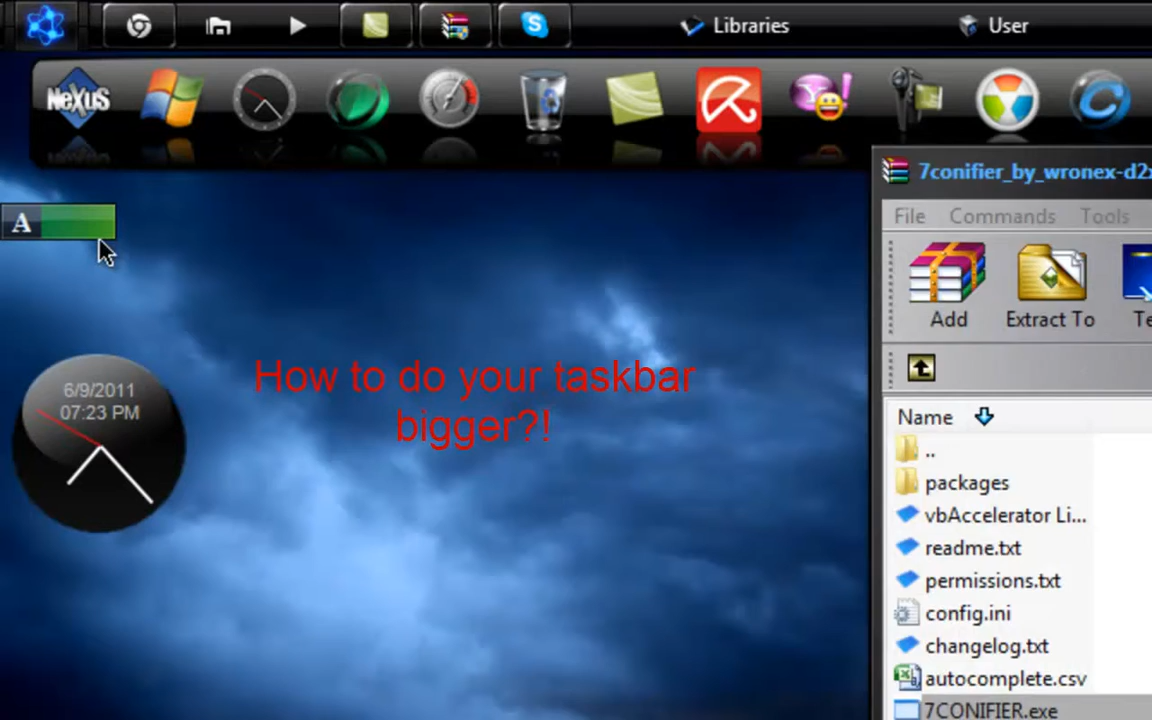 Libraries
User
NeXuS
7conifier_by_wronex-d2
File Commands Tools
A
Add
Extract To
6/9/2011
07:23 PM
How to do your taskbar
bigger?!
Name
..
packages
vbAccelerator Li...
readme.txt
permissions.txt
config.ini
changelog.txt
autocomplete.csv
7CONIFIER.exe